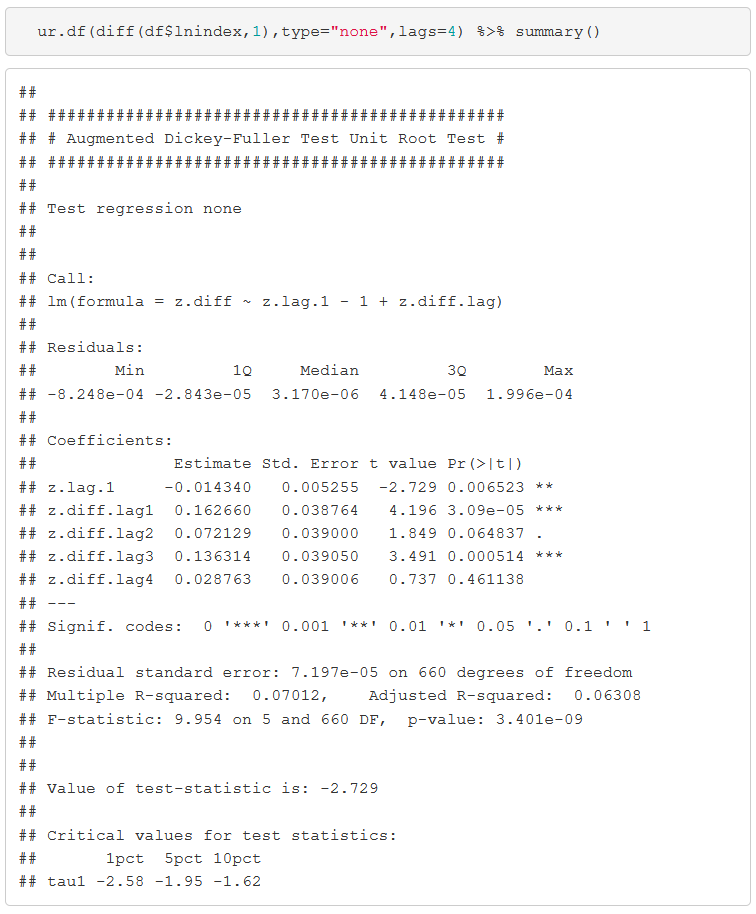 ur.df(diff(df$lnindex,1),type="none",lags=4) %>% summary()
##
## ###############################################
## # Augmented Dickey-Fuller Test Unit Root Test #
## ###############################################
##
## Test regression none
##
##
## Call:
## lm(formula = z.diff ~ z.lag.1 - 1 + z.diff.lag)
##
## Residuals:
##        Min         1Q     Median         3Q        Max
## -8.248e-04 -2.843e-05  3.170e-06  4.148e-05  1.996e-04
##
## Coefficients:
##              Estimate Std. Error t value Pr(>|t|)
## z.lag.1     -0.014340   0.005255  -2.729 0.006523 **
## z.diff.lag1  0.162660   0.038764   4.196 3.09e-05 ***
## z.diff.lag2  0.072129   0.039000   1.849 0.064837 .
## z.diff.lag3  0.136314   0.039050   3.491 0.000514 ***
## z.diff.lag4  0.028763   0.039006   0.737 0.461138
## ---
## Signif. codes:  0 '***' 0.001 '**' 0.01 '*' 0.05 '.' 0.1 ' ' 1
##
## Residual standard error: 7.197e-05 on 660 degrees of freedom
## Multiple R-squared:  0.07012,    Adjusted R-squared:  0.06308
## F-statistic: 9.954 on 5 and 660 DF,  p-value: 3.401e-09
##
##
## Value of test-statistic is: -2.729
##
## Critical values for test statistics:
##       1pct  5pct 10pct
## tau1 -2.58 -1.95 -1.62